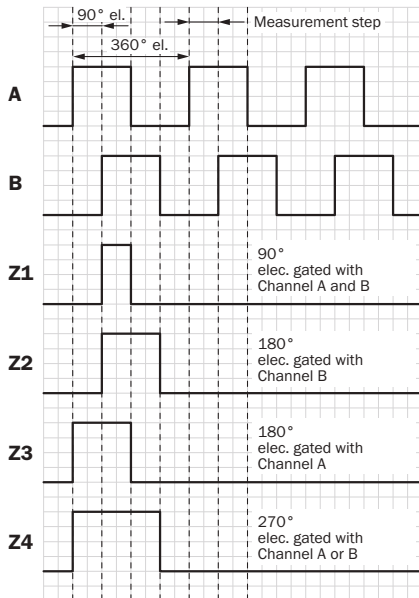 90° el.
Measurement step
360° el.
A
B
Z1
90°
elec. gated with
Channel A and B
Z2
180°
elec. gated with
Channel B
Z3
180°
elec. gated with
Channel A
Z4
270°
elec. gated with
Channel A or B